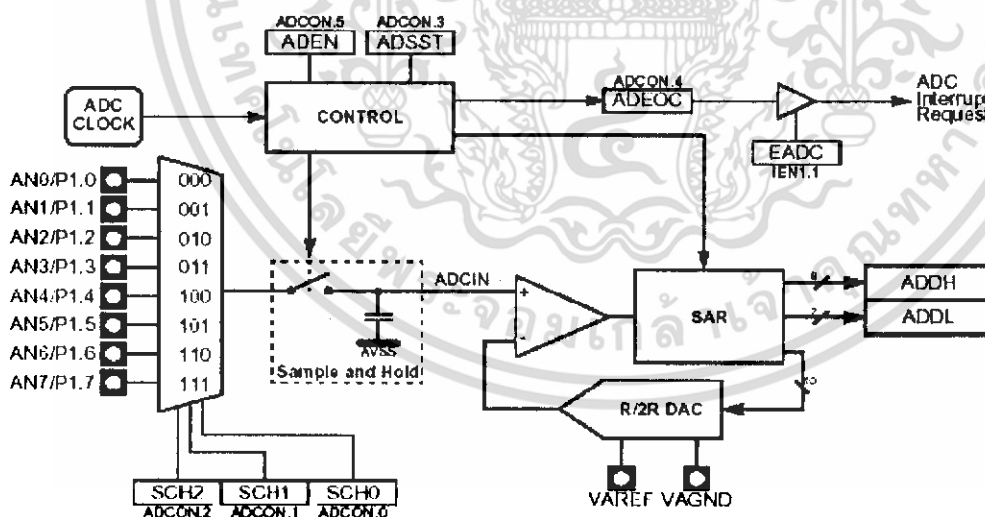 ADCON.5 ADCON.3
ADEN ADSST
ADC
CLOCK
CONTROL
ADCON.4
ADEOC
ADC
Interrupt
Request
EADC
IEN1.1
AN0/P1.0 000
AN1/P1.1 001
AN2/P1.2 010
AN3/P1.3 011
AN4/P1.4 100
AN5/P1.5 101
AN6/P1.6 110
AN7/P1.7 111
ADCIN
+
-
AVSS
Sample and Hold
SAR
ADDH
ADDL
R/2R DAC
VAREF VAGND
SCH2 SCH1 SCH0
ADCON.2 ADCON.1 ADCON.0